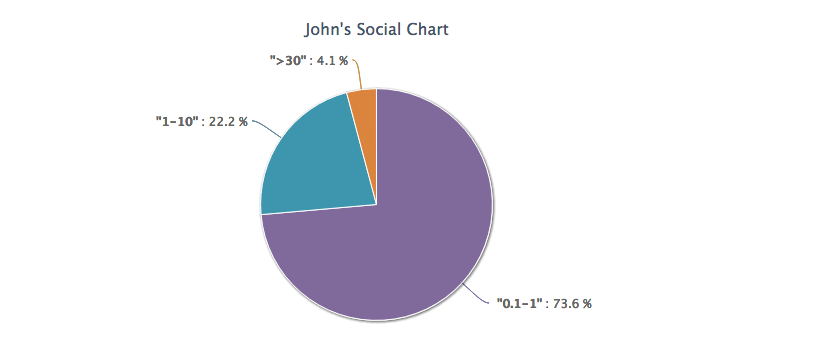 John's Social Chart
">30" : 4.1 %
"1-10" : 22.2 %
"0.1-1" : 73.6 %